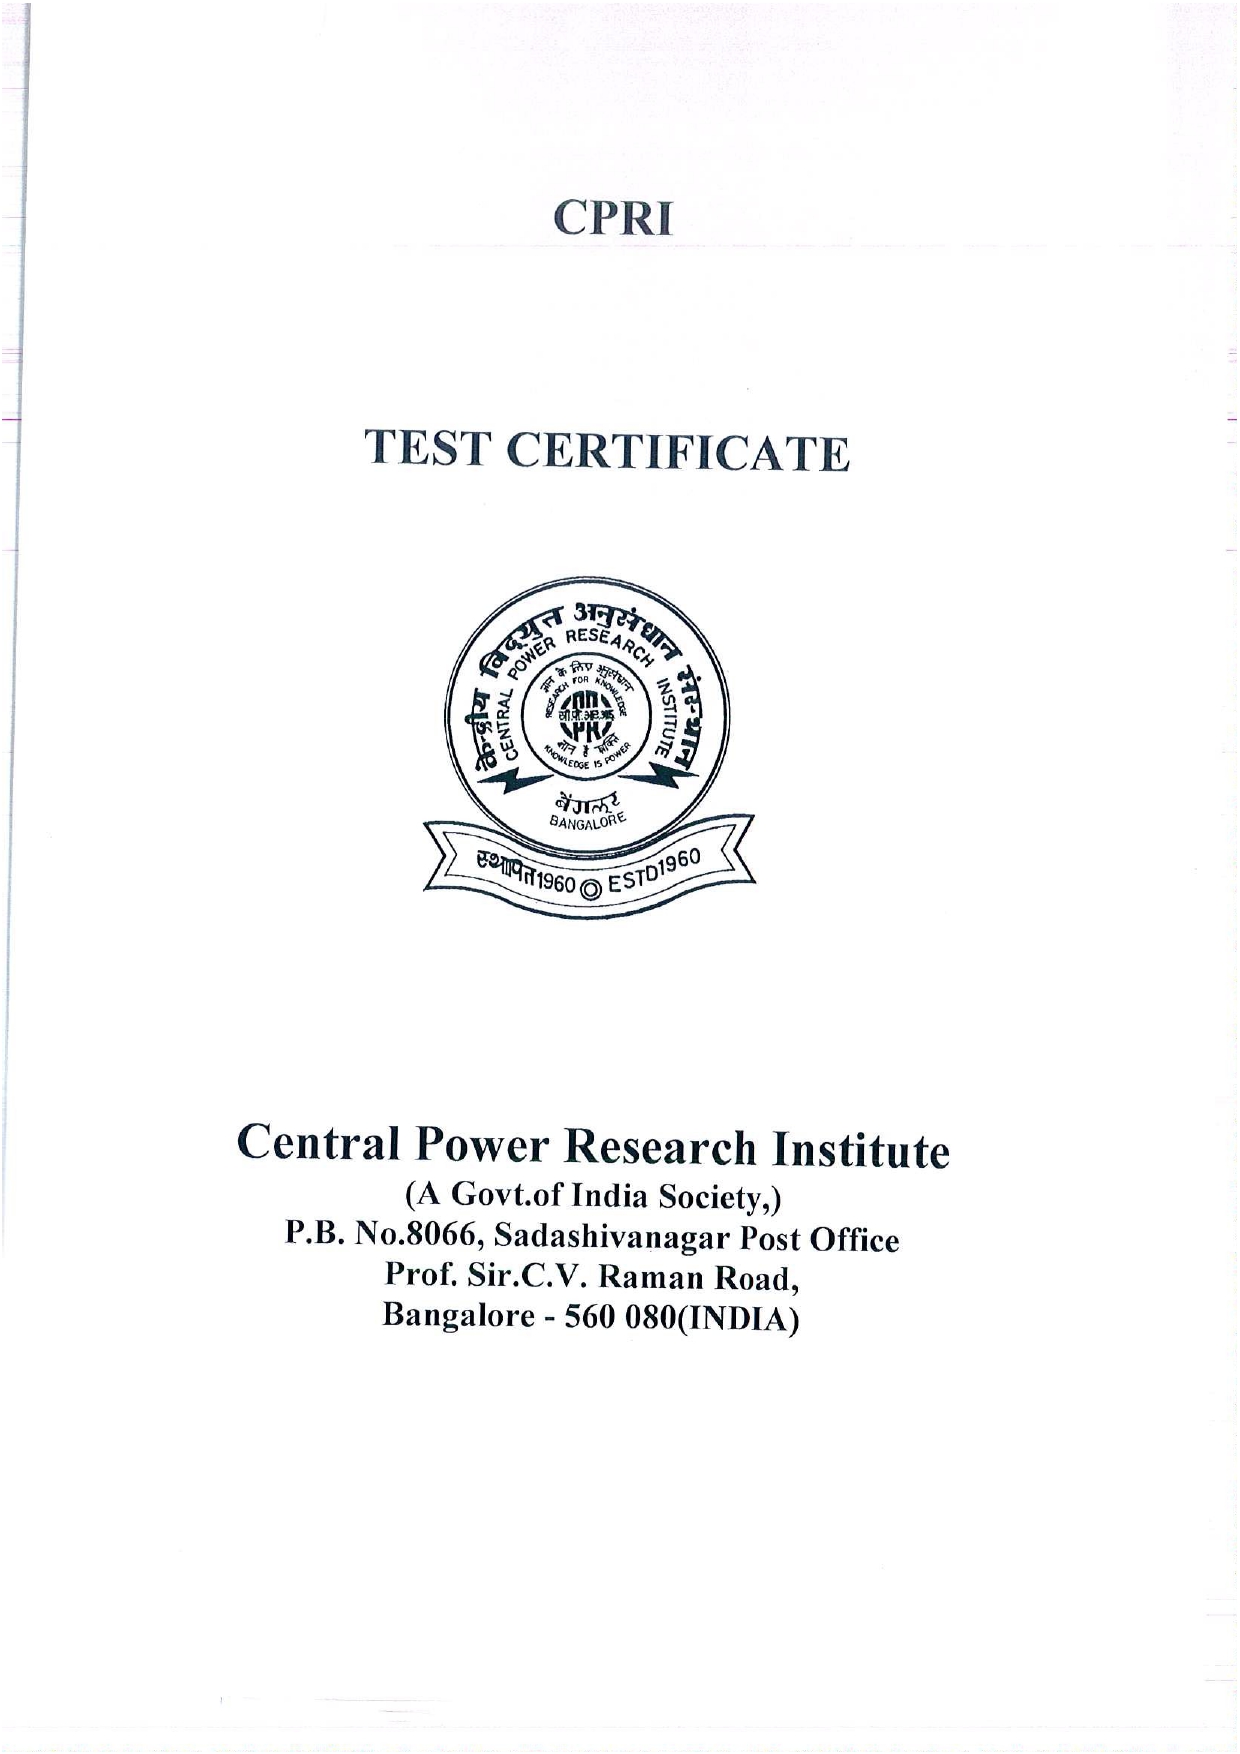 CPRI
TEST CERTIFICATE
केन्द्रीय विद्युत अनुसंधान संस्थान
CENTRAL POWER RESEARCH INSTITUTE
ज्ञान के लिए अनुसंधान
RESEARCH FOR KNOWLEDGE
सी.पी.आर.आई
CPRI
ज्ञान है शक्ति
KNOWLEDGE IS POWER
बैंगलूर
BANGALORE
स्थापित1960 ESTD1960
Central Power Research Institute
(A Govt.of India Society,)
P.B. No.8066, Sadashivanagar Post Office
Prof. Sir.C.V. Raman Road,
Bangalore - 560 080(INDIA)